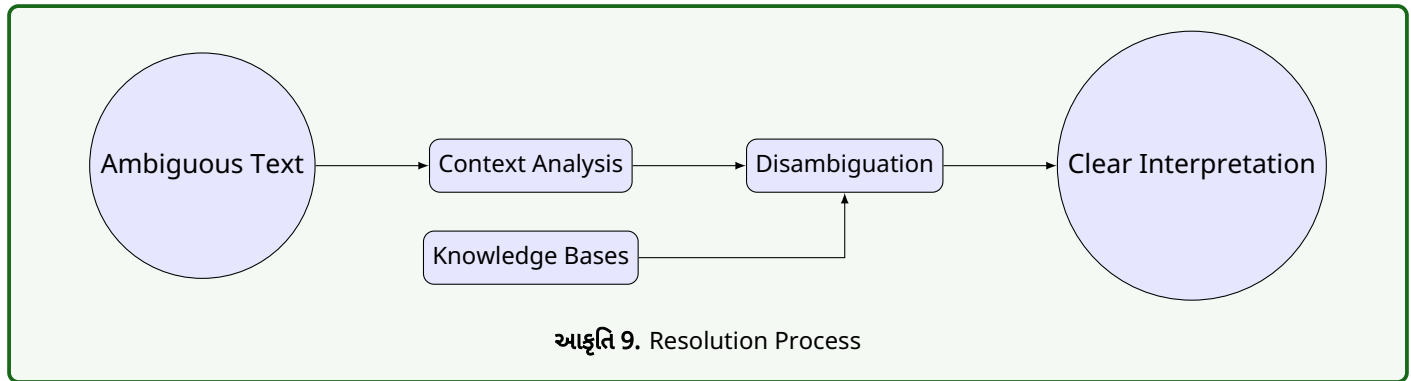 Ambiguous Text
Context Analysis
Disambiguation
Clear Interpretation
Knowledge Bases
આકૃતિ 9. Resolution Process